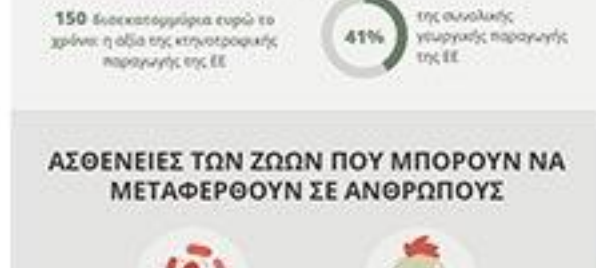 150 δισεκατομμύρια ευρώ το
χρόνο: η αξία της κτηνοτροφικής
παραγωγής της ΕΕ
41%
της συνολικής
γεωργικής παραγωγής
της ΕΕ
ΑΣΘΕΝΕΙΕΣ ΤΩΝ ΖΩΩΝ ΠΟΥ ΜΠΟΡΟΥΝ ΝΑ
ΜΕΤΑΦΕΡΘΟΥΝ ΣΕ ΑΝΘΡΩΠΟΥΣ